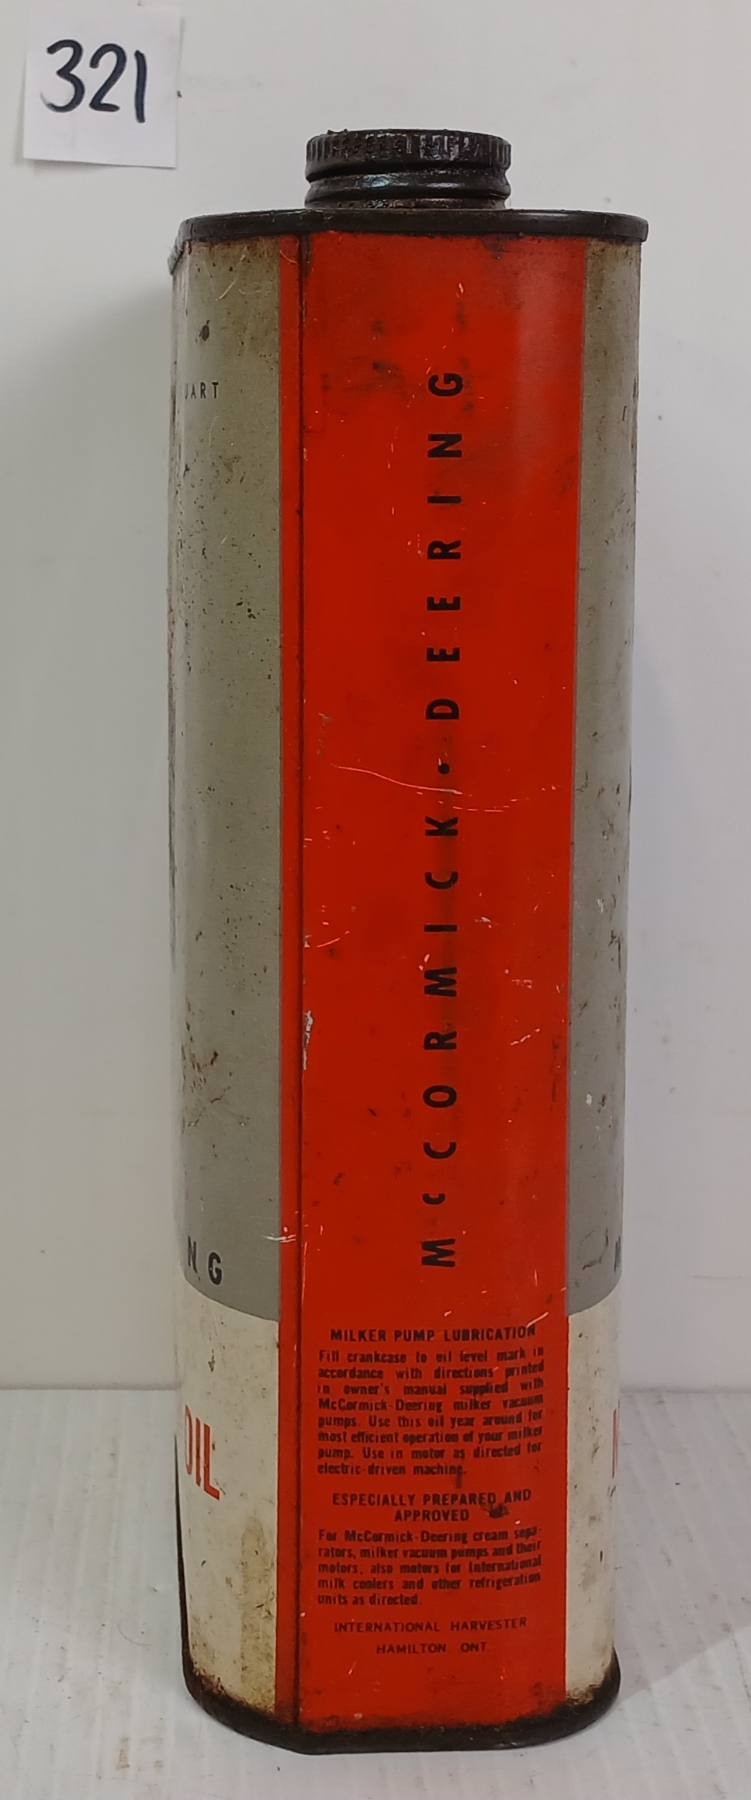 321
UART
McCORMICK • DEERING
NG
OIL
MILKER PUMP LUBRICATION
Fill crankcase to oil level mark in
accordance with directions printed
in owner's manual supplied with
McCormick-Deering milker vacuum
pumps. Use this oil year around for
most efficient operation of your milker
pump. Use in motor as directed for
electric-driven machine.
ESPECIALLY PREPARED AND
APPROVED
For McCormick-Deering cream sepa-
rators, milker vacuum pumps and their
motors; also motors for International
milk coolers and other refrigeration
units as directed.
INTERNATIONAL HARVESTER
HAMILTON. ONT.